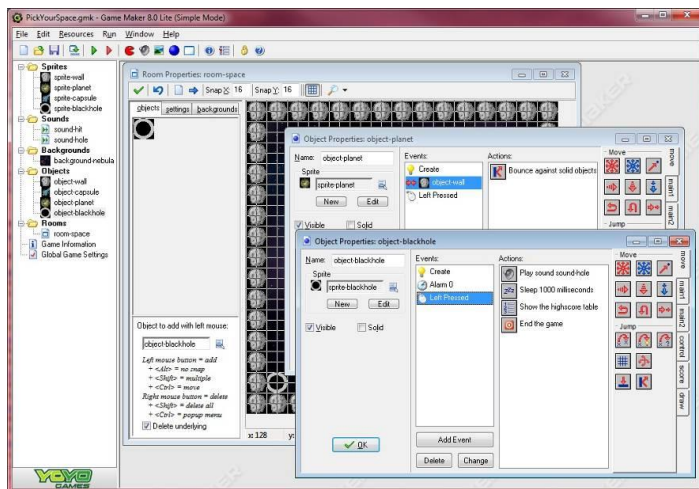 PickYourSpace.gmk - Game Maker 8.0 Lite (Simple Mode)
File Edit Resources Run Window Help
Sprites
sprite-wall
sprite-planet
sprite-capsule
sprite-blackhole
Sounds
sound-hit
sound-hole
Backgrounds
background-nebula
Objects
object-wall
object-capsule
object-planet
object-blackhole
Rooms
room-space
Game Information
Global Game Settings
YOYO
GAMES
Room Properties: room-space
Snap X: 16 Snap Y: 16
objects settings backgrounds
Object to add with left mouse:
object-blackhole
Left mouse button = add
+ <Alt> = no snap
+ <Shift> = multiple
+ <Ctrl> = move
Right mouse button = delete
+ <Shift> = delete all
+ <Ctrl> = popup menu
Delete underlying
x: 128 y:
Object Properties: object-planet
Name: object-planet
Sprite
sprite-planet
New Edit
Visible Solid
Events:
Create
object-wall
Left Pressed
Actions:
Bounce against solid objects
Move
Jump
move
main1
main2
Object Properties: object-blackhole
Name: object-blackhole
Sprite
sprite-blackhole
New Edit
Visible Solid
OK
Events:
Create
Alarm 0
Left Pressed
Add Event
Delete Change
Actions:
Play sound sound-hole
Sleep 1000 milliseconds
Show the highscore table
End the game
Move
Jump
move
main1
main2
control
score
draw